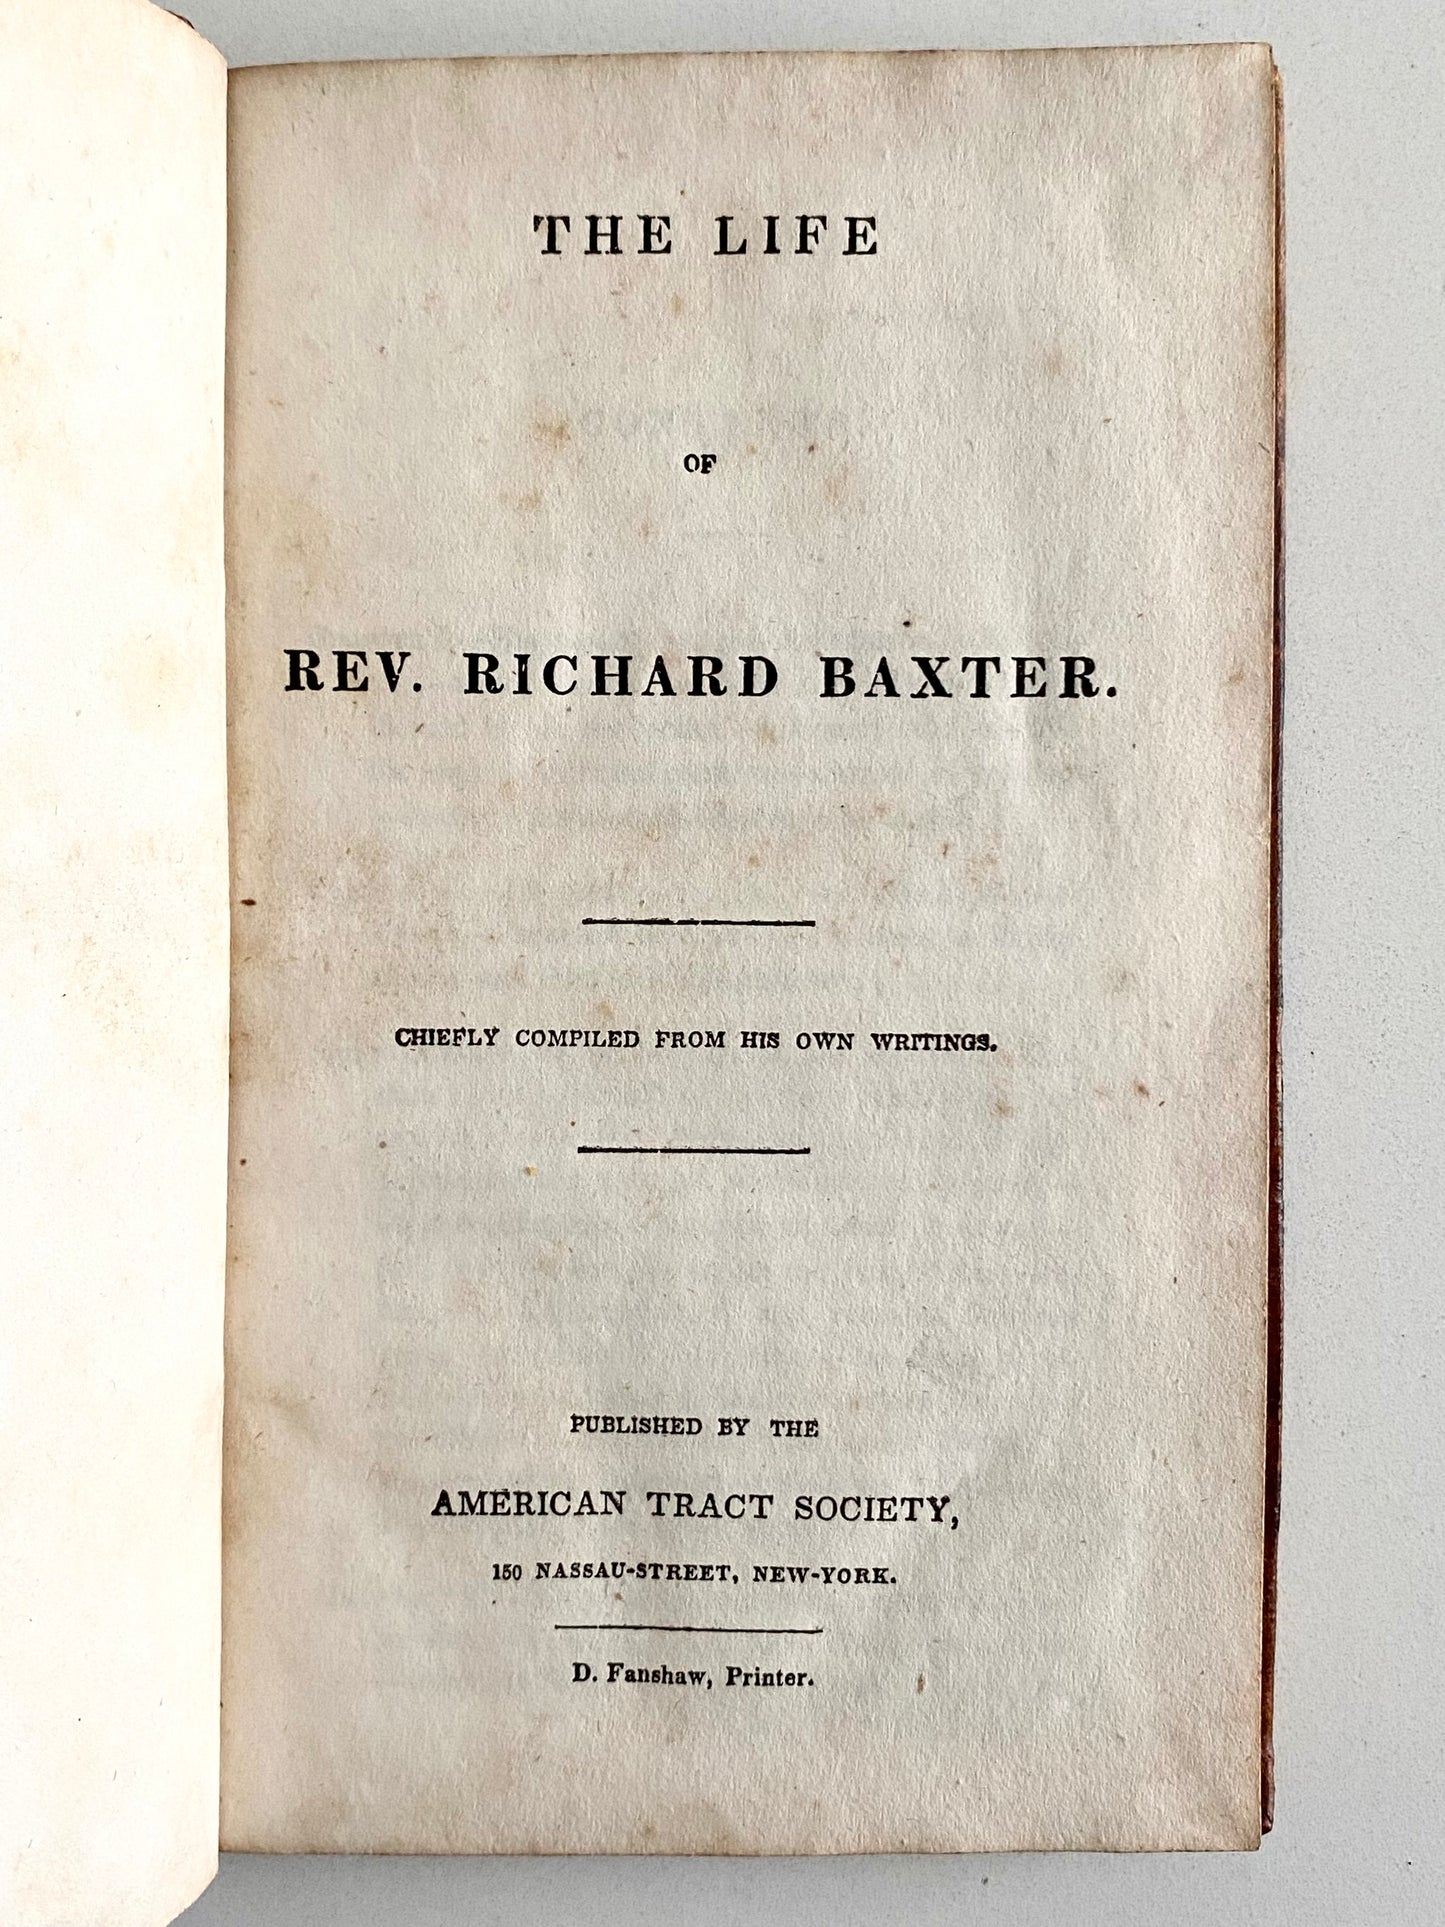 THE LIFE
OF
REV. RICHARD BAXTER.
CHIEFLY COMPILED FROM HIS OWN WRITINGS.
PUBLISHED BY THE
AMERICAN TRACT SOCIETY,
150 NASSAU-STREET, NEW-YORK.
D. Fanshaw, Printer.